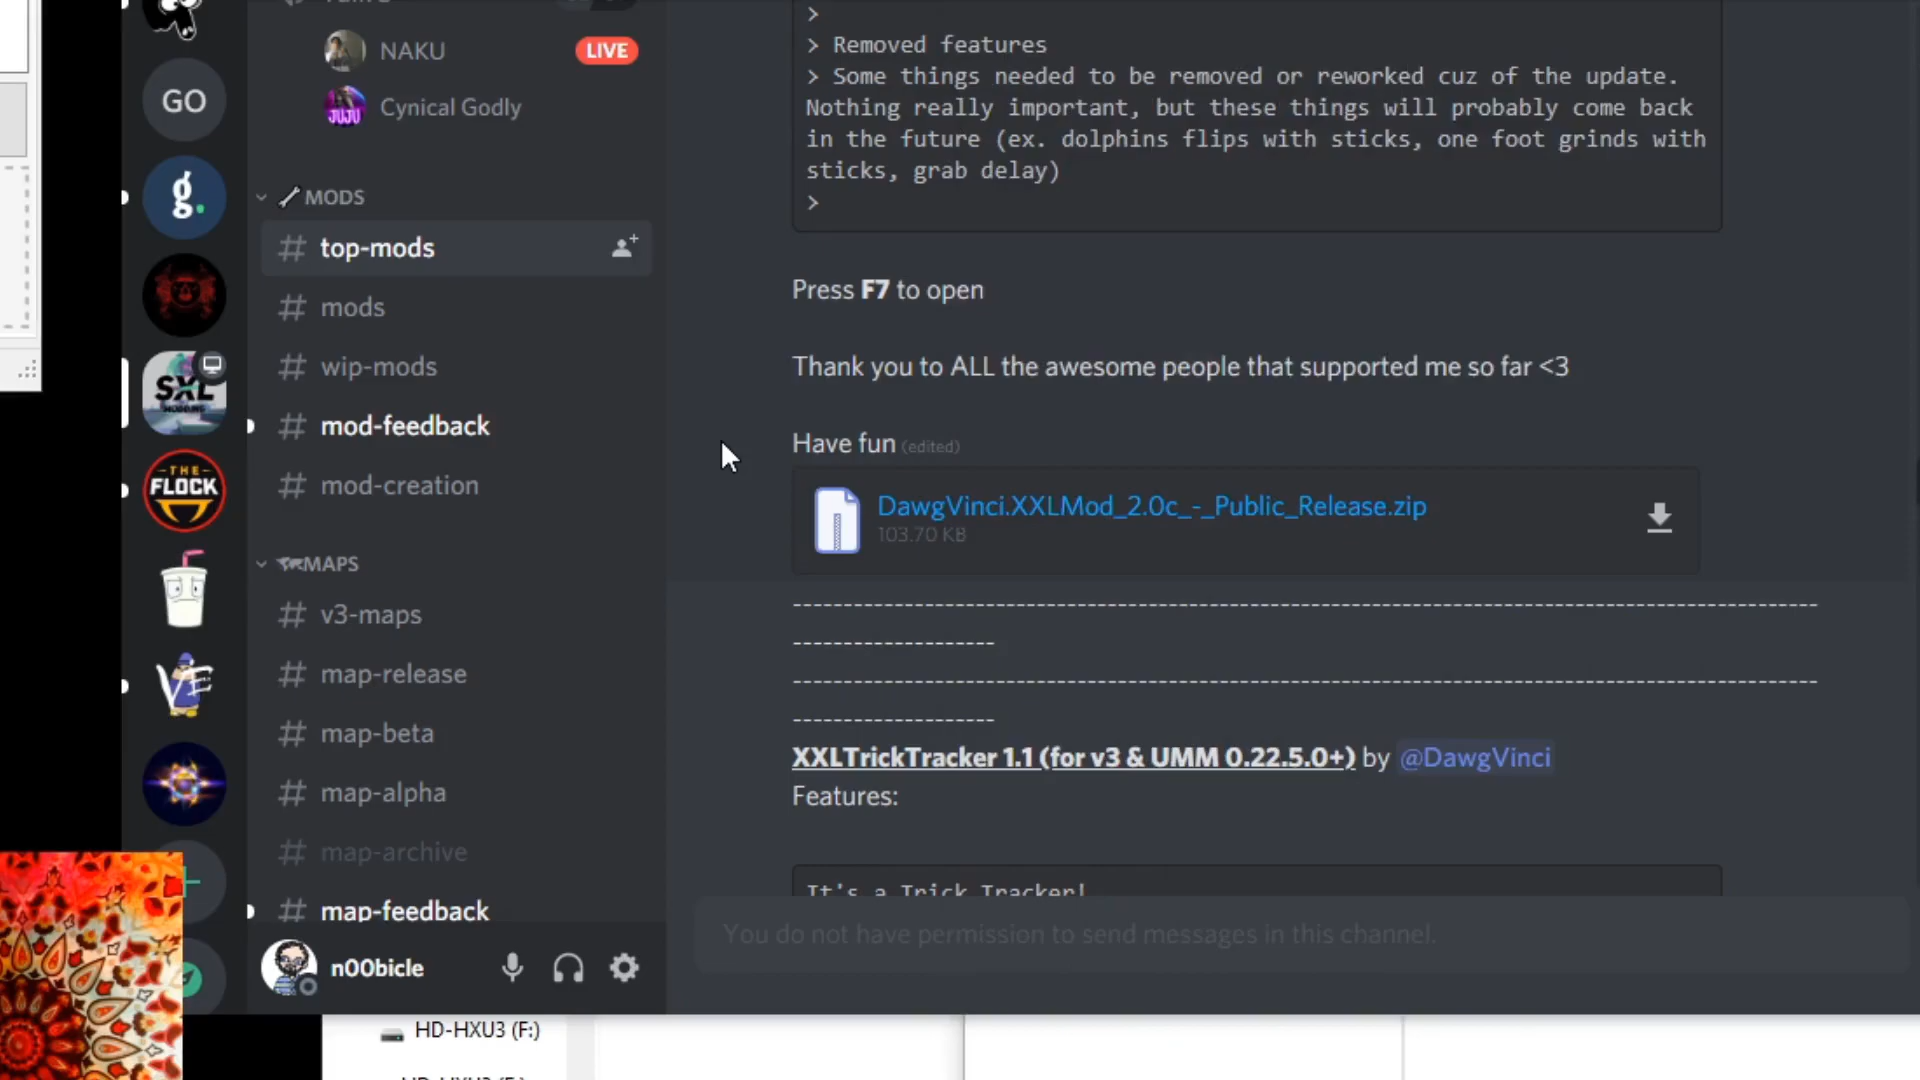 NAKU
LIVE
JUJU
Cynical Godly
GO
MODS
g.
top-mods
mods
wip-mods
SXL
MODDING
mod-feedback
THE
FLOCK
mod-creation
MAPS
v3-maps
VE
map-release
map-beta
map-alpha
map-archive
map-feedback
n00bicle
>
> Removed features
> Some things needed to be removed or reworked cuz of the update.
Nothing really important, but these things will probably come back
in the future (ex. dolphins flips with sticks, one foot grinds with
sticks, grab delay)
>
Press F7 to open
Thank you to ALL the awesome people that supported me so far <3
Have fun (edited)
DawgVinci.XXLMod_2.0c_-_Public_Release.zip
103.70 KB
XXLTrickTracker 1.1 (for v3 & UMM 0.22.5.0+) by @DawgVinci
Features:
It's a Trick Tracker!
You do not have permission to send messages in this channel.
HD-HXU3 (F:)